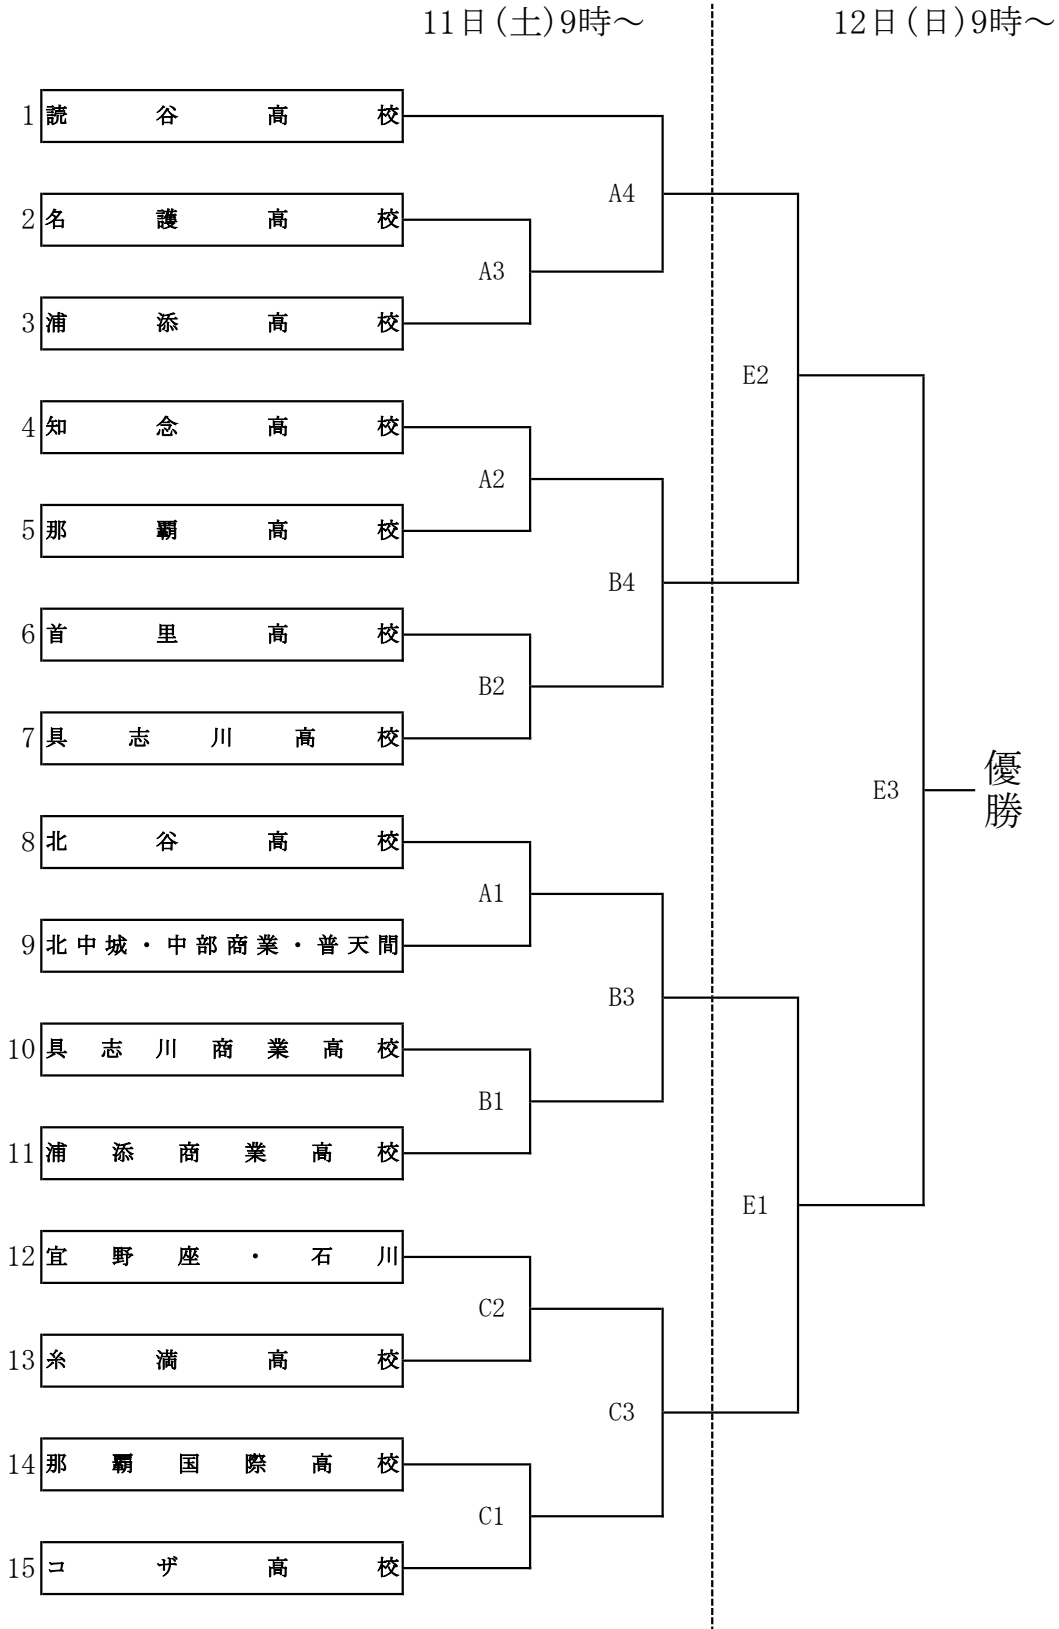 11日(土)9時～
12日(日)9時～
1 読谷高校
A4
2 名護高校
A3
3 浦添高校
E2
4 知念高校
A2
5 那覇高校
B4
6 首里高校
B2
7 具志川高校
E3
優勝
8 北谷高校
A1
9 北中城・中部商業・普天間
B3
10 具志川商業高校
B1
11 浦添商業高校
E1
12 宜野座・石川
C2
13 糸満高校
C3
14 那覇国際高校
C1
15 コザ高校